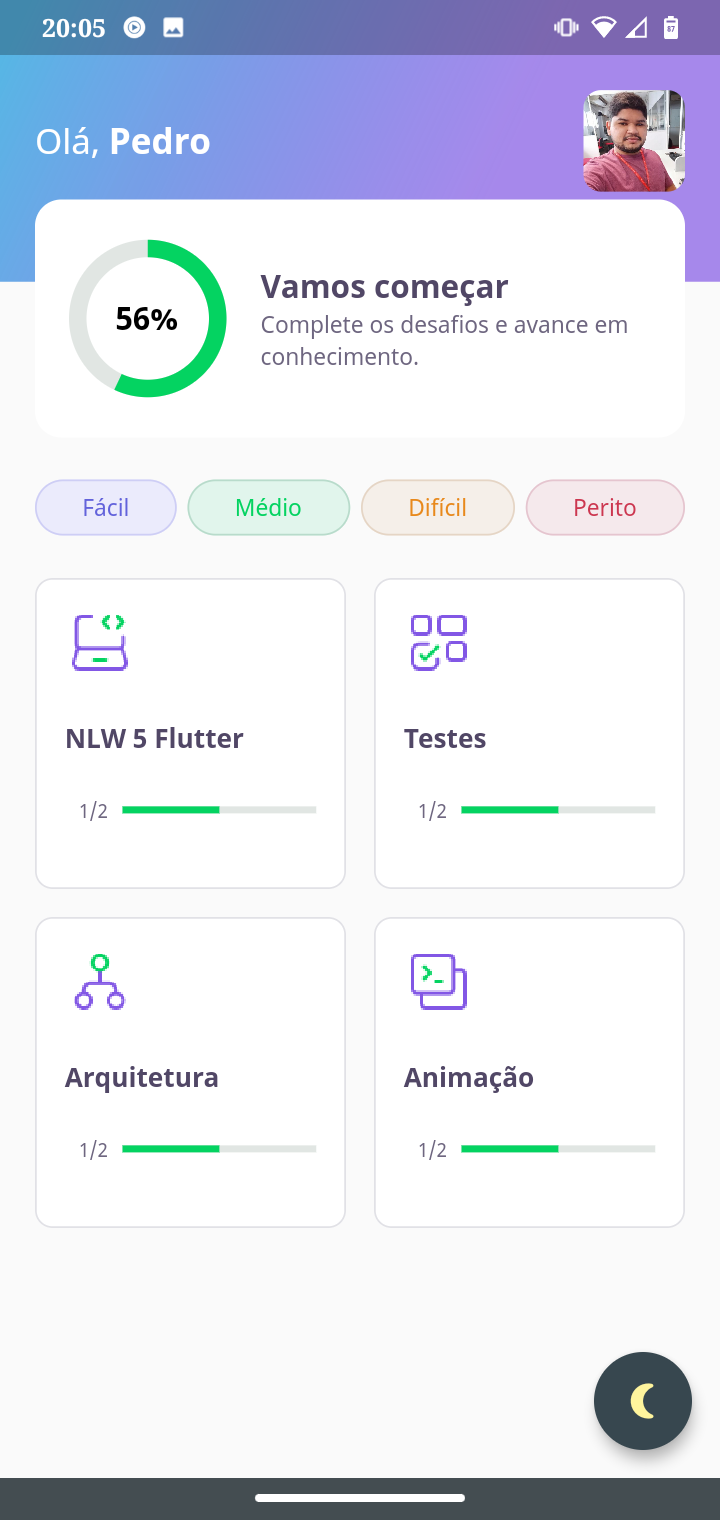 20:05
87
Olá, Pedro
56%
Vamos começar
Complete os desafios e avance em
conhecimento.
Fácil Médio Difícil Perito
NLW 5 Flutter
1/2
Testes
1/2
Arquitetura
1/2
Animação
1/2